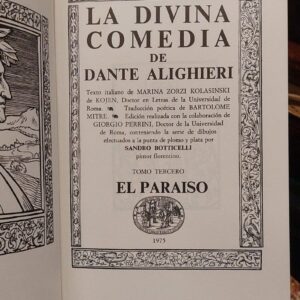 LA DIVINA
COMEDIA
DE
DANTE ALIGHIERI
Texto italiano de MARINA ZORZI KOLASINSKI
de KOJEN, Doctor en Letras de la Universidad de
Roma Traducción poética de BARTOLOME
MITRE. Edición realizada con la colaboración de
GIORGIO PERRINI, Doctor de la Universidad
de Roma, conteniendo la serie de dibujos
efectuados a la punta de plomo y plata por
SANDRO BOTTICELLI
pintor florentino.
TOMO TERCERO
EL PARAISO
1975